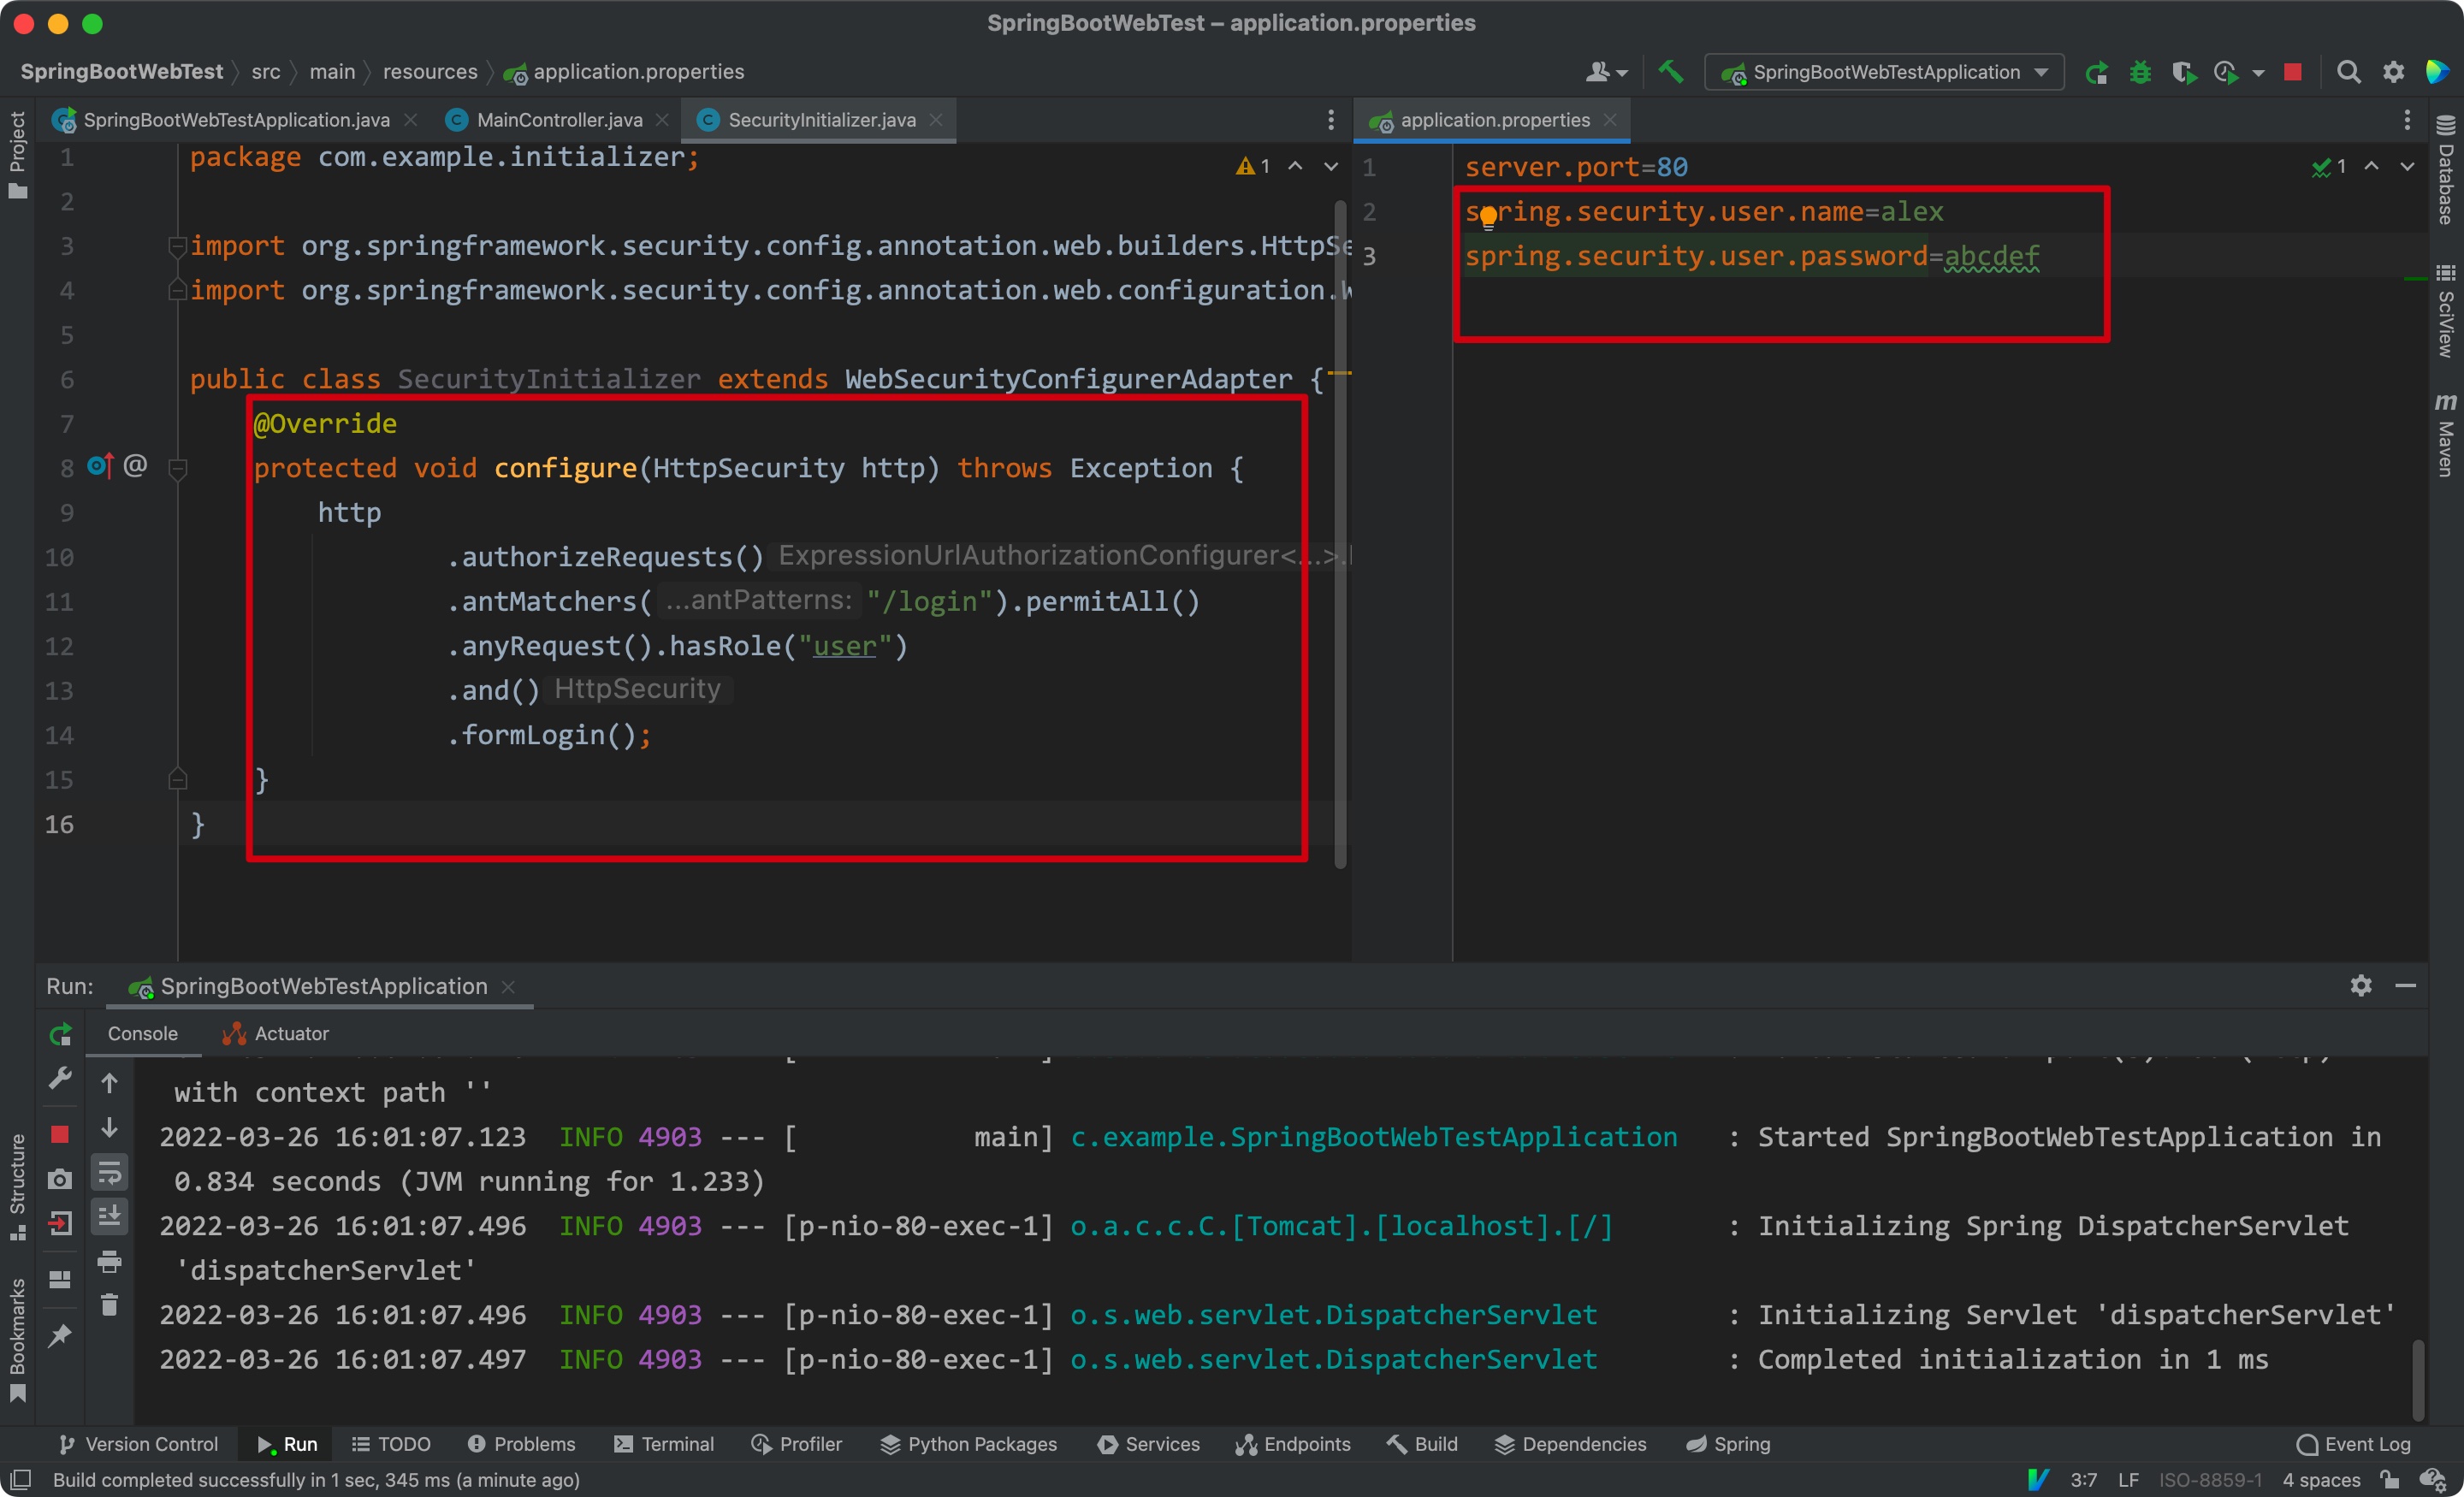 SpringBootWebTest – application.properties
SpringBootWebTest src main resources application.properties
SpringBootWebTestApplication
Project
SpringBootWebTestApplication.java MainController.java SecurityInitializer.java
application.properties
1 package com.example.initializer;
1
2
3 import org.springframework.security.config.annotation.web.builders.HttpSe
4 import org.springframework.security.config.annotation.web.configuration.W
5
6 public class SecurityInitializer extends WebSecurityConfigurerAdapter {
7 @Override
8 @ protected void configure(HttpSecurity http) throws Exception {
9 http
10 .authorizeRequests() ExpressionUrlAuthorizationConfigurer<...>.
11 .antMatchers( ...antPatterns: "/login").permitAll()
12 .anyRequest().hasRole("user")
13 .and() HttpSecurity
14 .formLogin();
15 }
16 }
1 server.port=80
1
2 spring.security.user.name=alex
3 spring.security.user.password=abcdef
Database
SciView
m Maven
Run: SpringBootWebTestApplication
Console Actuator
with context path ''
2022-03-26 16:01:07.123 INFO 4903 --- [ main] c.example.SpringBootWebTestApplication : Started SpringBootWebTestApplication in
0.834 seconds (JVM running for 1.233)
2022-03-26 16:01:07.496 INFO 4903 --- [p-nio-80-exec-1] o.a.c.c.C.[Tomcat].[localhost].[/] : Initializing Spring DispatcherServlet
'dispatcherServlet'
2022-03-26 16:01:07.496 INFO 4903 --- [p-nio-80-exec-1] o.s.web.servlet.DispatcherServlet : Initializing Servlet 'dispatcherServlet'
2022-03-26 16:01:07.497 INFO 4903 --- [p-nio-80-exec-1] o.s.web.servlet.DispatcherServlet : Completed initialization in 1 ms
Structure
Bookmarks
Version Control Run TODO Problems Terminal Profiler Python Packages Services Endpoints Build Dependencies Spring Event Log
Build completed successfully in 1 sec, 345 ms (a minute ago) 3:7 LF ISO-8859-1 4 spaces